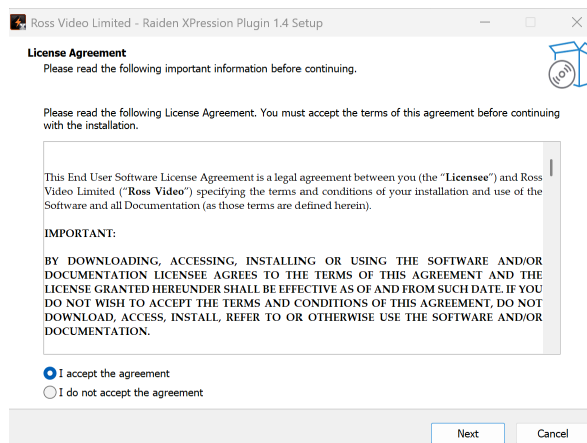 Ross Video Limited - Raiden XPression Plugin 1.4 Setup
License Agreement
Please read the following important information before continuing.
Please read the following License Agreement. You must accept the terms of this agreement before continuing
with the installation.
This End User Software License Agreement is a legal agreement between you (the “Licensee”) and Ross
Video Limited (“Ross Video”) specifying the terms and conditions of your installation and use of the
Software and all Documentation (as those terms are defined herein).
IMPORTANT:
BY DOWNLOADING, ACCESSING, INSTALLING OR USING THE SOFTWARE AND/OR
DOCUMENTATION LICENSEE AGREES TO THE TERMS OF THIS AGREEMENT AND THE
LICENSE GRANTED HEREUNDER SHALL BE EFFECTIVE AS OF AND FROM SUCH DATE. IF YOU
DO NOT WISH TO ACCEPT THE TERMS AND CONDITIONS OF THIS AGREEMENT, DO NOT
DOWNLOAD, ACCESS, INSTALL, REFER TO OR OTHERWISE USE THE SOFTWARE AND/OR
DOCUMENTATION.
I accept the agreement
I do not accept the agreement
Next
Cancel